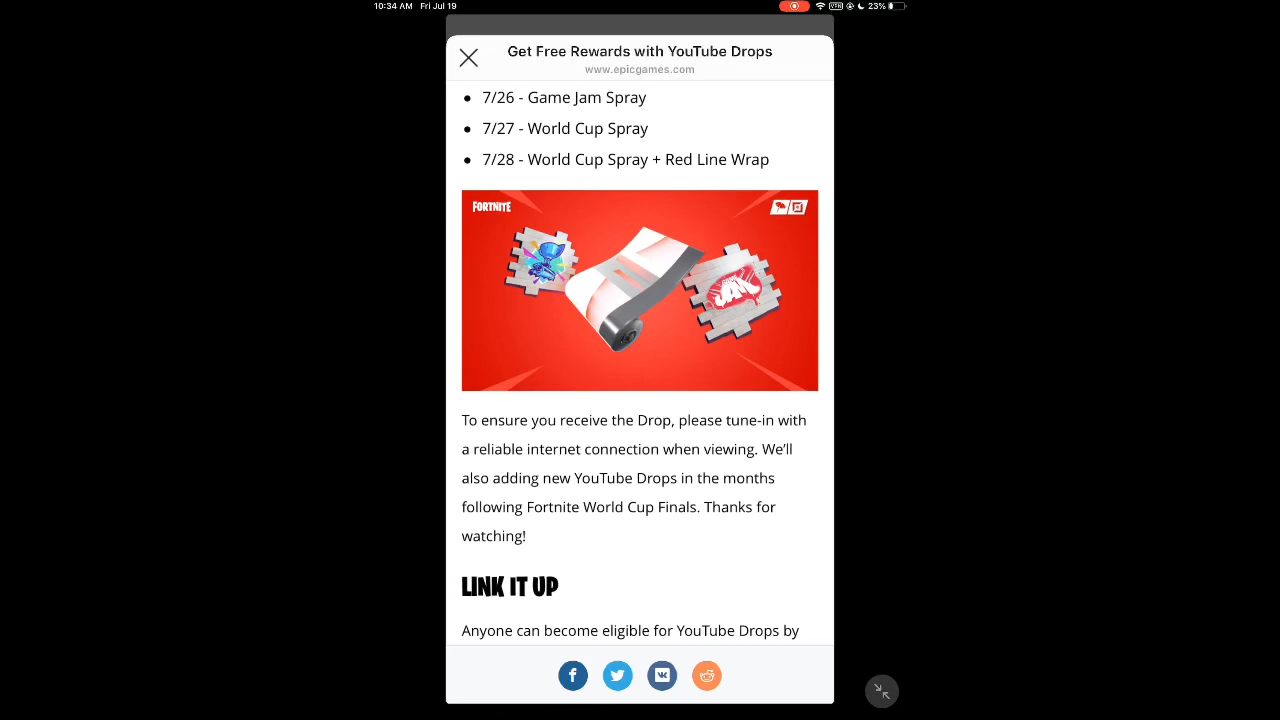 10:34 AM Fri Jul 19
VPN 23%
Get Free Rewards with YouTube Drops
www.epicgames.com
• 7/26 - Game Jam Spray
• 7/27 - World Cup Spray
• 7/28 - World Cup Spray + Red Line Wrap
FORTNITE
JAM
To ensure you receive the Drop, please tune-in with
a reliable internet connection when viewing. We'll
also adding new YouTube Drops in the months
following Fortnite World Cup Finals. Thanks for
watching!
LINK IT UP
Anyone can become eligible for YouTube Drops by